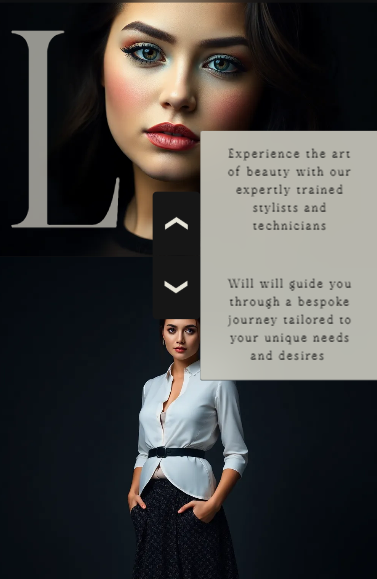 L
Experience the art
of beauty with our
expertly trained
stylists and
technicians
Will will guide you
through a bespoke
journey tailored to
your unique needs
and desires